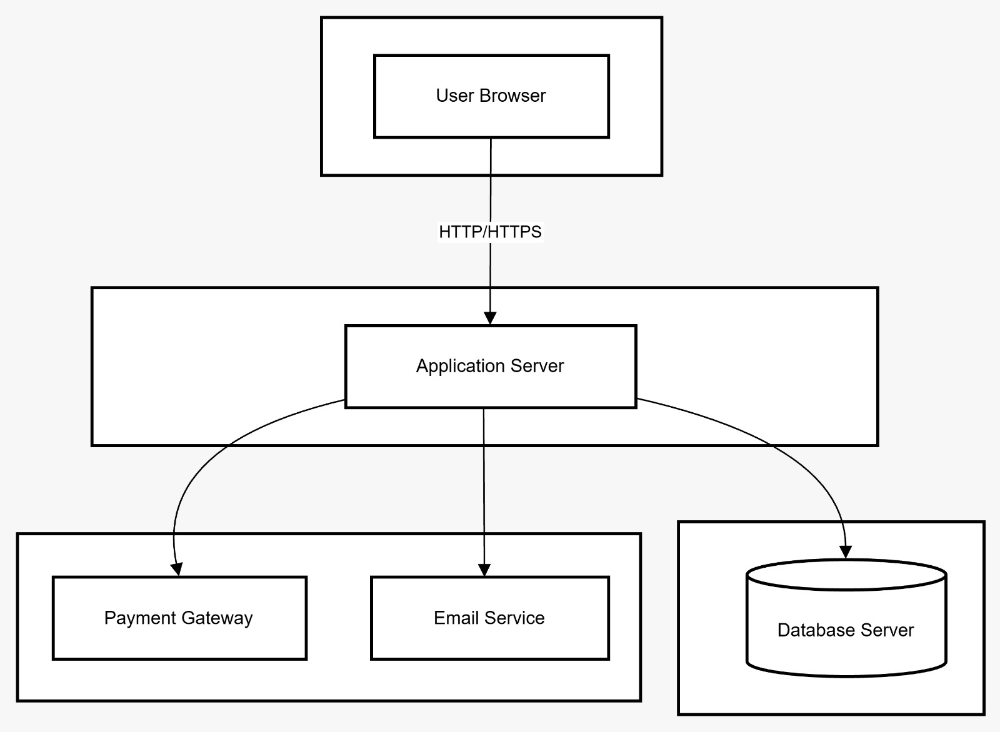 User Browser
HTTP/HTTPS
Application Server
Payment Gateway
Email Service
Database Server